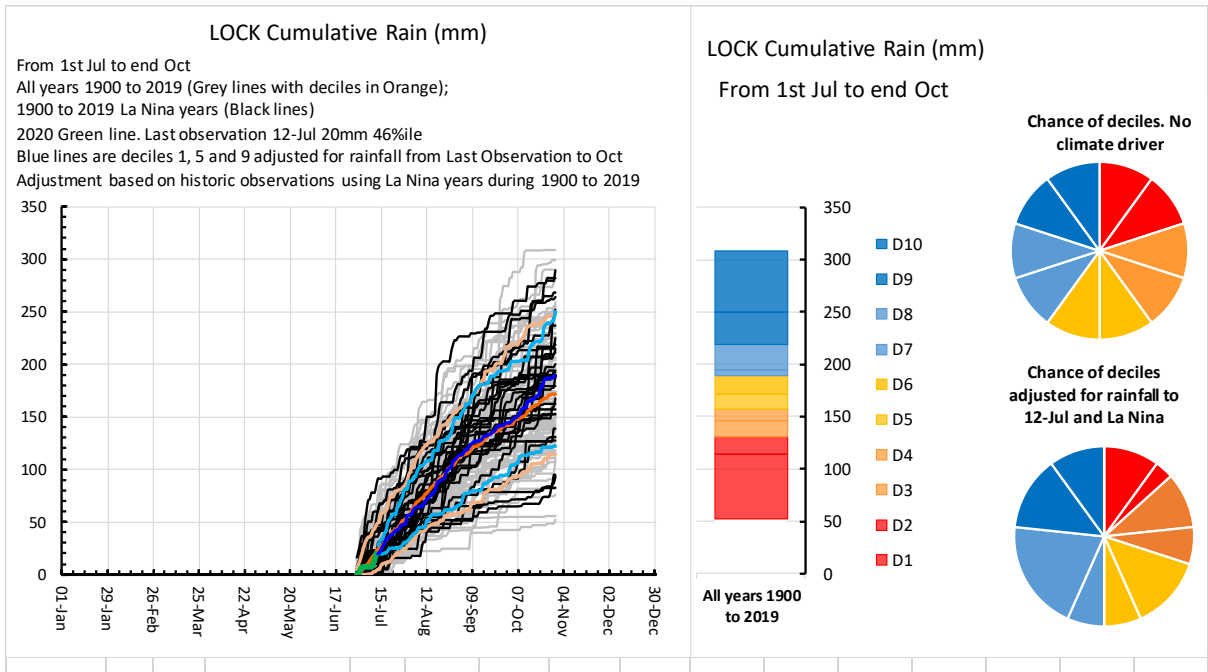 LOCK Cumulative Rain (mm)
From 1st Jul to end Oct
All years 1900 to 2019 (Grey lines with deciles in Orange);
1900 to 2019 La Nina years (Black lines)
2020 Green line. Last observation 12-Jul 20mm 46%ile
Blue lines are deciles 1, 5 and 9 adjusted for rainfall from Last Observation to Oct
Adjustment based on historic observations using La Nina years during 1900 to 2019
350
300
250
200
150
100
50
0
01-Jan
29-Jan
26-Feb
25-Mar
22-Apr
20-May
17-Jun
15-Jul
12-Aug
09-Sep
07-Oct
04-Nov
02-Dec
30-Dec
LOCK Cumulative Rain (mm)
From 1st Jul to end Oct
350
300
250
200
150
100
50
0
All years 1900
to 2019
D10
D9
D8
D7
D6
D5
D4
D3
D2
D1
Chance of deciles. No
climate driver
Chance of deciles
adjusted for rainfall to
12-Jul and La Nina